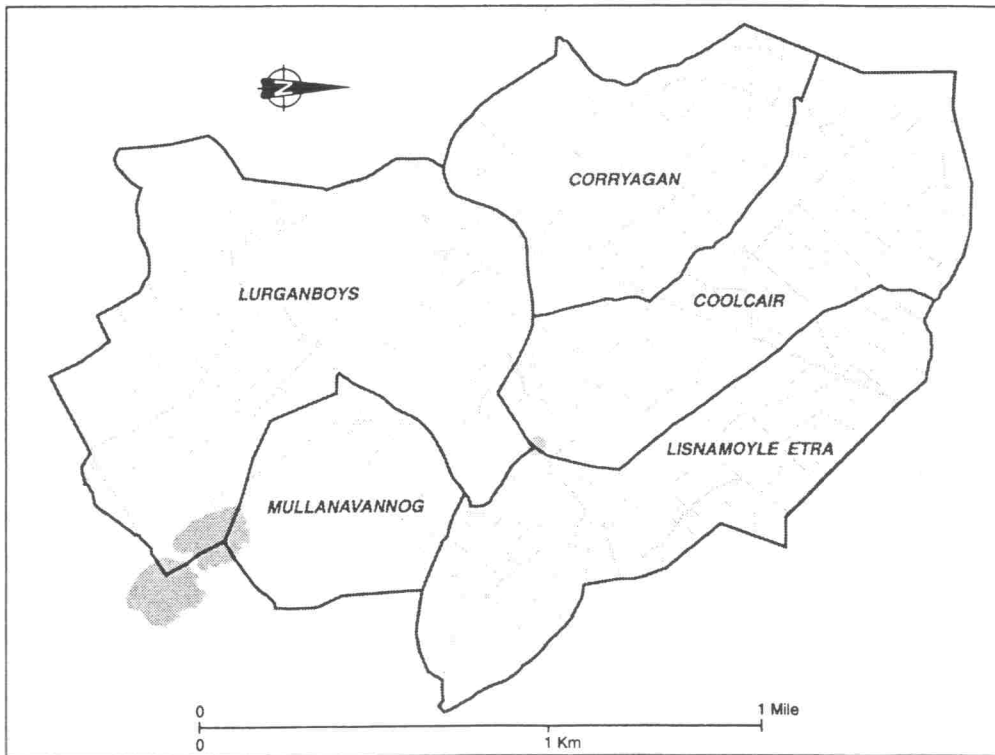 N
CORRYAGAN
LURGANBOYS
COOLCAIR
LISNAMOYLE ETRA
MULLANAVANNOG
0 1 Mile
0 1 Km